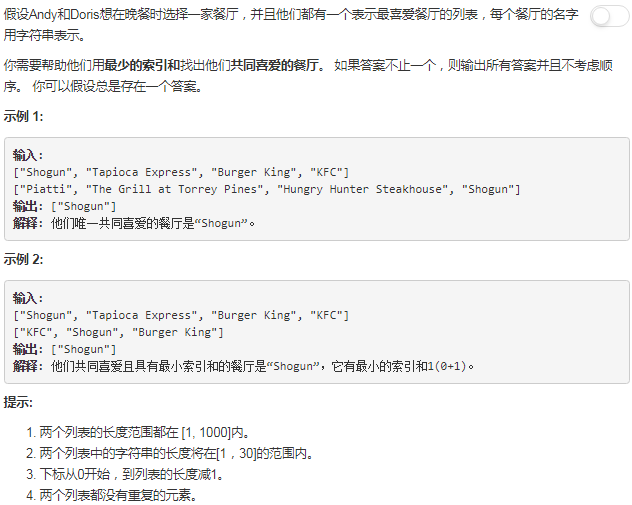 假设Andy和Doris想在晚餐时选择一家餐厅，并且他们都有一个表示最喜爱餐厅的列表，每个餐厅的名字
用字符串表示。
你需要帮助他们用最少的索引和找出他们共同喜爱的餐厅。 如果答案不止一个，则输出所有答案并且不考虑顺
序。 你可以假设总是存在一个答案。
示例 1:
输入:
["Shogun", "Tapioca Express", "Burger King", "KFC"]
["Piatti", "The Grill at Torrey Pines", "Hungry Hunter Steakhouse", "Shogun"]
输出: ["Shogun"]
解释: 他们唯一共同喜爱的餐厅是“Shogun”。
示例 2:
输入:
["Shogun", "Tapioca Express", "Burger King", "KFC"]
["KFC", "Shogun", "Burger King"]
输出: ["Shogun"]
解释: 他们共同喜爱且具有最小索引和的餐厅是“Shogun”，它有最小的索引和1(0+1)。
提示:
1. 两个列表的长度范围都在 [1, 1000]内。
2. 两个列表中的字符串的长度将在[1，30]的范围内。
3. 下标从0开始，到列表的长度减1。
4. 两个列表都没有重复的元素。